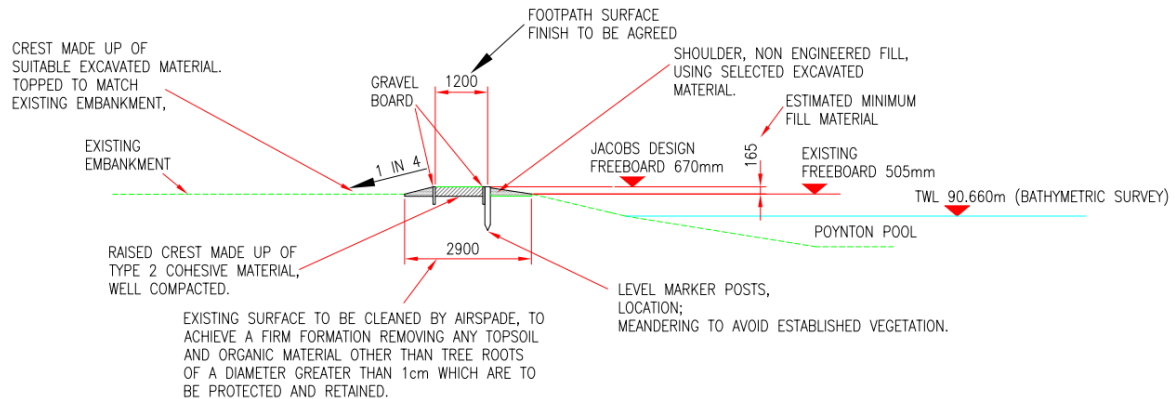 FOOTPATH SURFACE
FINISH TO BE AGREED
CREST MADE UP OF
SUITABLE EXCAVATED MATERIAL.
TOPPED TO MATCH
EXISTING EMBANKMENT,
SHOULDER, NON ENGINEERED FILL,
USING SELECTED EXCAVATED
MATERIAL.
GRAVEL
BOARD
1200
ESTIMATED MINIMUM
FILL MATERIAL
165
EXISTING
EMBANKMENT
1 IN 4
JACOBS DESIGN
FREEBOARD 670mm
EXISTING
FREEBOARD 505mm
TWL 90.660m (BATHYMETRIC SURVEY)
POYNTON POOL
RAISED CREST MADE UP OF
TYPE 2 COHESIVE MATERIAL,
WELL COMPACTED.
2900
LEVEL MARKER POSTS,
LOCATION;
MEANDERING TO AVOID ESTABLISHED VEGETATION.
EXISTING SURFACE TO BE CLEANED BY AIRSPADE, TO
ACHIEVE A FIRM FORMATION REMOVING ANY TOPSOIL
AND ORGANIC MATERIAL OTHER THAN TREE ROOTS
OF A DIAMETER GREATER THAN 1cm WHICH ARE TO
BE PROTECTED AND RETAINED.